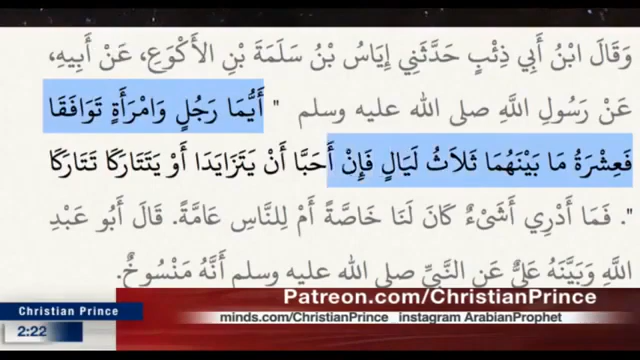 وَقَالَ ابْنُ أَبِي ذِئْبٍ حَدَّثَنِي إِيَاسُ بْنُ سَلَمَةَ بْنِ الأَكْوَعِ، عَنْ أَبِيهِ،
عَنْ رَسُولِ اللَّهِ صلى الله عليه وسلم " أَيُّمَا رَجُلٍ وَامْرَأَةٍ تَوَافَقَا
فَعِشْرَةُ مَا بَيْنَهُمَا ثَلاَثُ لَيَالٍ فَإِنْ أَحَبَّا أَنْ يَتَزَايَدَا أَوْ يَتَتَارَكَا تَتَارَكَا
". فَمَا أَدْرِي أَشَىْءٌ كَانَ لَنَا خَاصَّةً أَمْ لِلنَّاسِ عَامَّةً. قَالَ أَبُو عَبْدِ
اللَّهِ وَبَيَّنَهُ عَلِيٌّ عَنِ النَّبِيِّ صلى الله عليه وسلم أَنَّهُ مَنْسُوخٌ.
Patreon.com/ChristianPrince
Christian Prince
minds.com/ChristianPrince instagram ArabianProphet
2:22